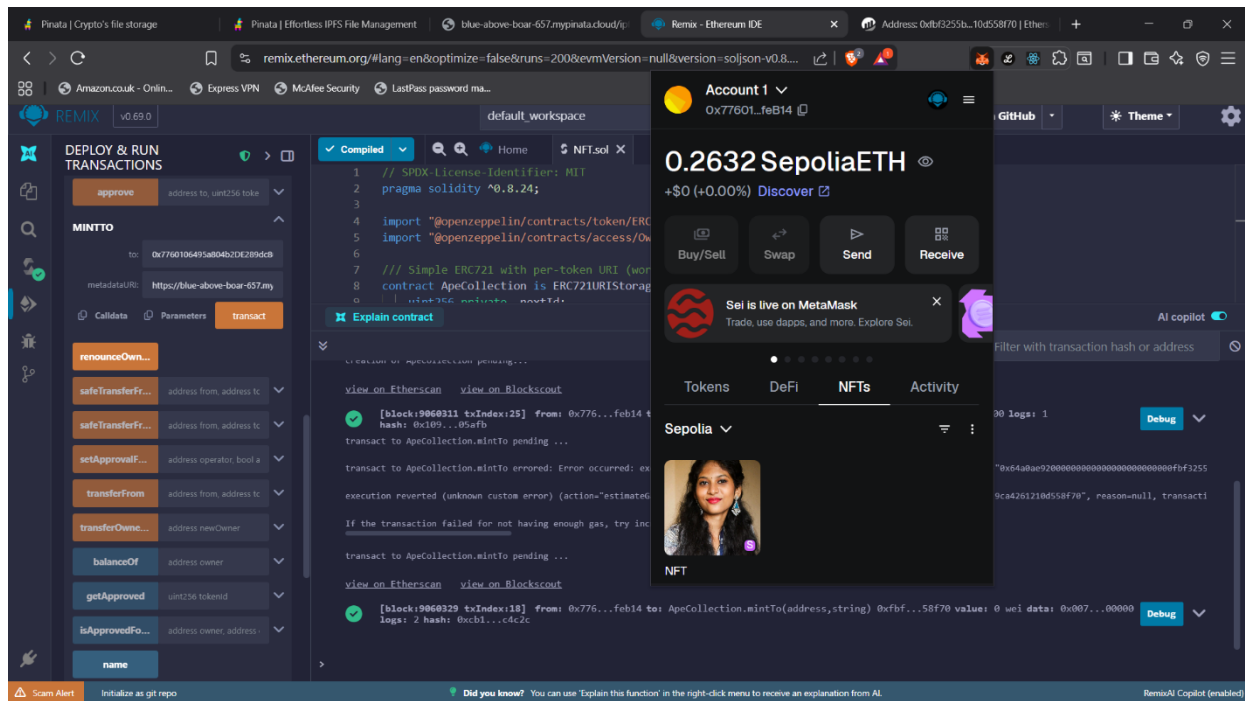 Pinata | Crypto's file storage
Pinata | Effortless IPFS File Management
blue-above-boar-657.mypinata.cloud/ip
Remix - Ethereum IDE
Address: 0xfbf3255b...10d558f70 | Ether
remix.ethereum.org/#lang=en&optimize=false&runs=200&evmVersion=null&version=soljson-v0.8....
Amazon.co.uk - Onlin...
Express VPN
McAfee Security
LastPass password ma...
REMIX
v0.69.0
default_workspace
GitHub
Theme
DEPLOY & RUN
TRANSACTIONS
approve
address to, uint256 toke
MINTTO
to:
0x7760106495a804b2DE289dcB
metadataURI:
https://blue-above-boar-657.my
Calldata
Parameters
transact
renounceOwn...
safeTransferFr...
address from, address tc
safeTransferFr...
address from, address tc
setApprovalF...
address operator, bool a
transferFrom
address from, address tc
transferOwne...
address newOwner
balanceOf
address owner
getApproved
uint256 tokenId
isApprovedFo...
address owner, address
name
Compiled
Home
NFT.sol
1 // SPDX-License-Identifier: MIT
2 pragma solidity ^0.8.24;
3
4 import "@openzeppelin/contracts/token/ERC
5 import "@openzeppelin/contracts/access/Ow
6
7 /// Simple ERC721 with per-token URI (wor
8 contract ApeCollection is ERC721URIStorag
9 uint256 private _nextId;
Explain contract
AI copilot
Filter with transaction hash or address
creation of ApeCollection pending...
view on Etherscan view on Blockscout
[block:9060311 txIndex:25] from: 0x776...feb14 t
00 logs: 1
hash: 0x109...05afb
Debug
transact to ApeCollection.mintTo pending ...
transact to ApeCollection.mintTo errored: Error occurred: ex
execution reverted (unknown custom error) (action="estimateG
9ca4261210d558f70", reason=null, transacti
If the transaction failed for not having enough gas, try inc
transact to ApeCollection.mintTo pending ...
view on Etherscan view on Blockscout
[block:9060329 txIndex:18] from: 0x776...feb14 to: ApeCollection.mintTo(address,string) 0xfbf...58f70 value: 0 wei data: 0x007...00000
logs: 2 hash: 0xcb1...c4c2c
Debug
>
Account 1
0x77601...feB14
0.2632 SepoliaETH
+$0 (+0.00%) Discover
Buy/Sell
Swap
Send
Receive
Sei is live on MetaMask
Trade, use dapps, and more. Explore Sei.
Tokens
DeFi
NFTs
Activity
Sepolia
NFT
Scam Alert
Initialize as git repo
Did you know? You can use 'Explain this function' in the right-click menu to receive an explanation from AI.
RemixAI Copilot (enabled)